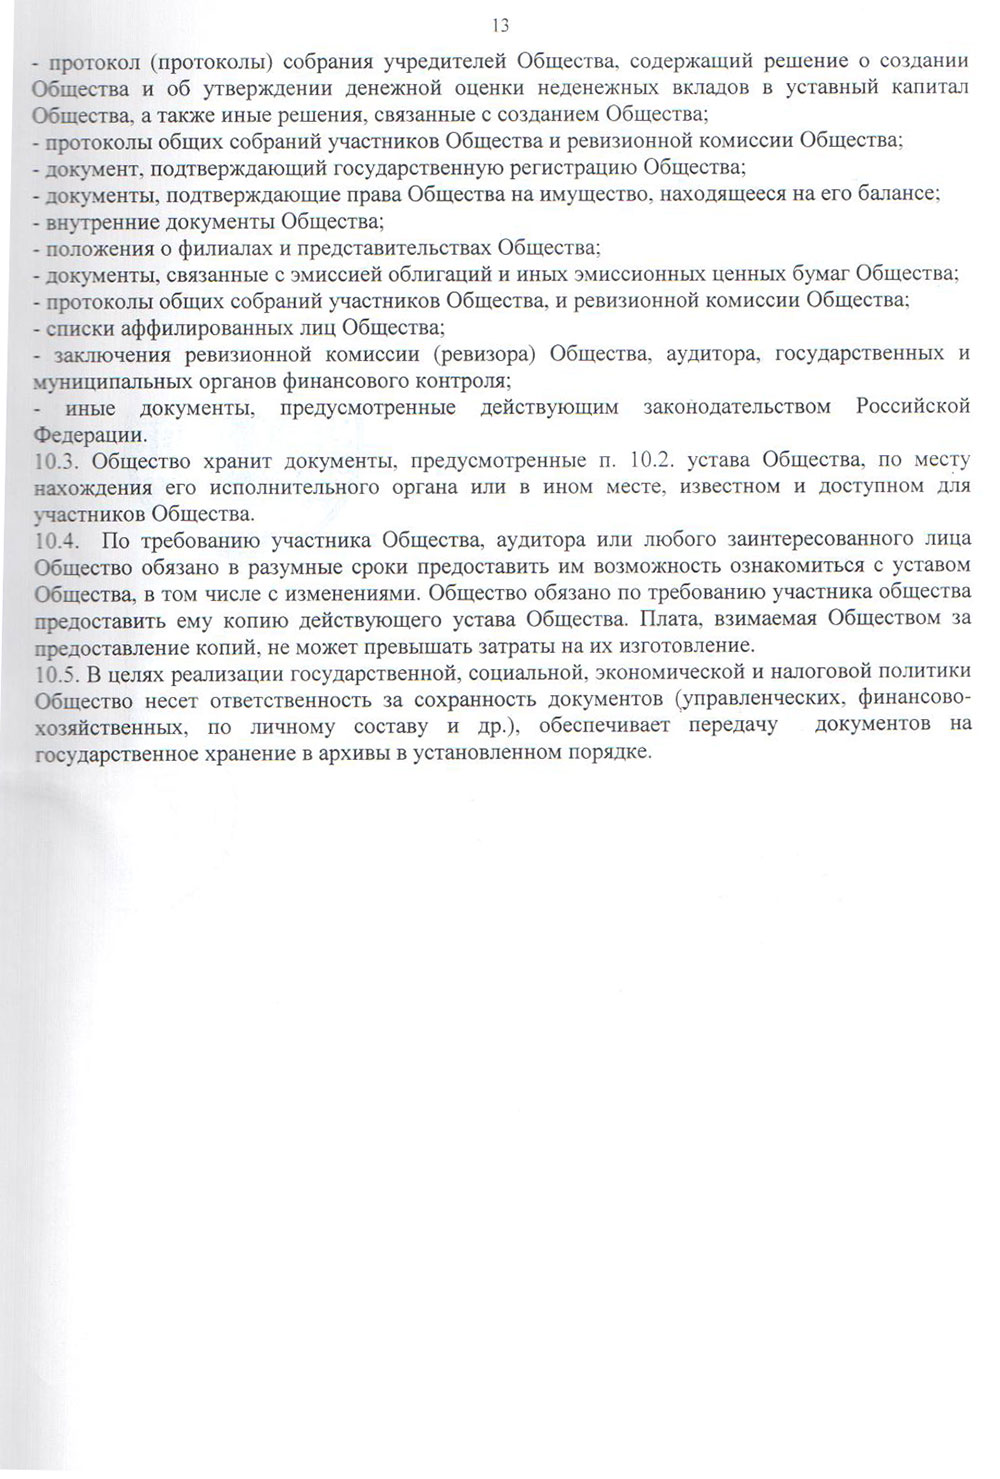 13
- протокол (протоколы) собрания учредителей Общества, содержащий решение о создании
Общества и об утверждении денежной оценки неденежных вкладов в уставный капитал
Общества, а также иные решения, связанные с созданием Общества;
- протоколы общих собраний участников Общества и ревизионной комиссии Общества;
- документ, подтверждающий государственную регистрацию Общества;
- документы, подтверждающие права Общества на имущество, находящееся на его балансе;
- внутренние документы Общества;
- положения о филиалах и представительствах Общества;
- документы, связанные с эмиссией облигаций и иных эмиссионных ценных бумаг Общества;
- протоколы общих собраний участников Общества, и ревизионной комиссии Общества;
- списки аффилированных лиц Общества;
- заключения ревизионной комиссии (ревизора) Общества, аудитора, государственных и
муниципальных органов финансового контроля;
- иные документы, предусмотренные действующим законодательством Российской
Федерации.
10.3. Общество хранит документы, предусмотренные п. 10.2. устава Общества, по месту
нахождения его исполнительного органа или в ином месте, известном и доступном для
участников Общества.
10.4. По требованию участника Общества, аудитора или любого заинтересованного лица
Общество обязано в разумные сроки предоставить им возможность ознакомиться с уставом
Общества, в том числе с изменениями. Общество обязано по требованию участника общества
предоставить ему копию действующего устава Общества. Плата, взимаемая Обществом за
предоставление копий, не может превышать затраты на их изготовление.
10.5. В целях реализации государственной, социальной, экономической и налоговой политики
Общество несет ответственность за сохранность документов (управленческих, финансово-
хозяйственных, по личному составу и др.), обеспечивает передачу документов на
государственное хранение в архивы в установленном порядке.